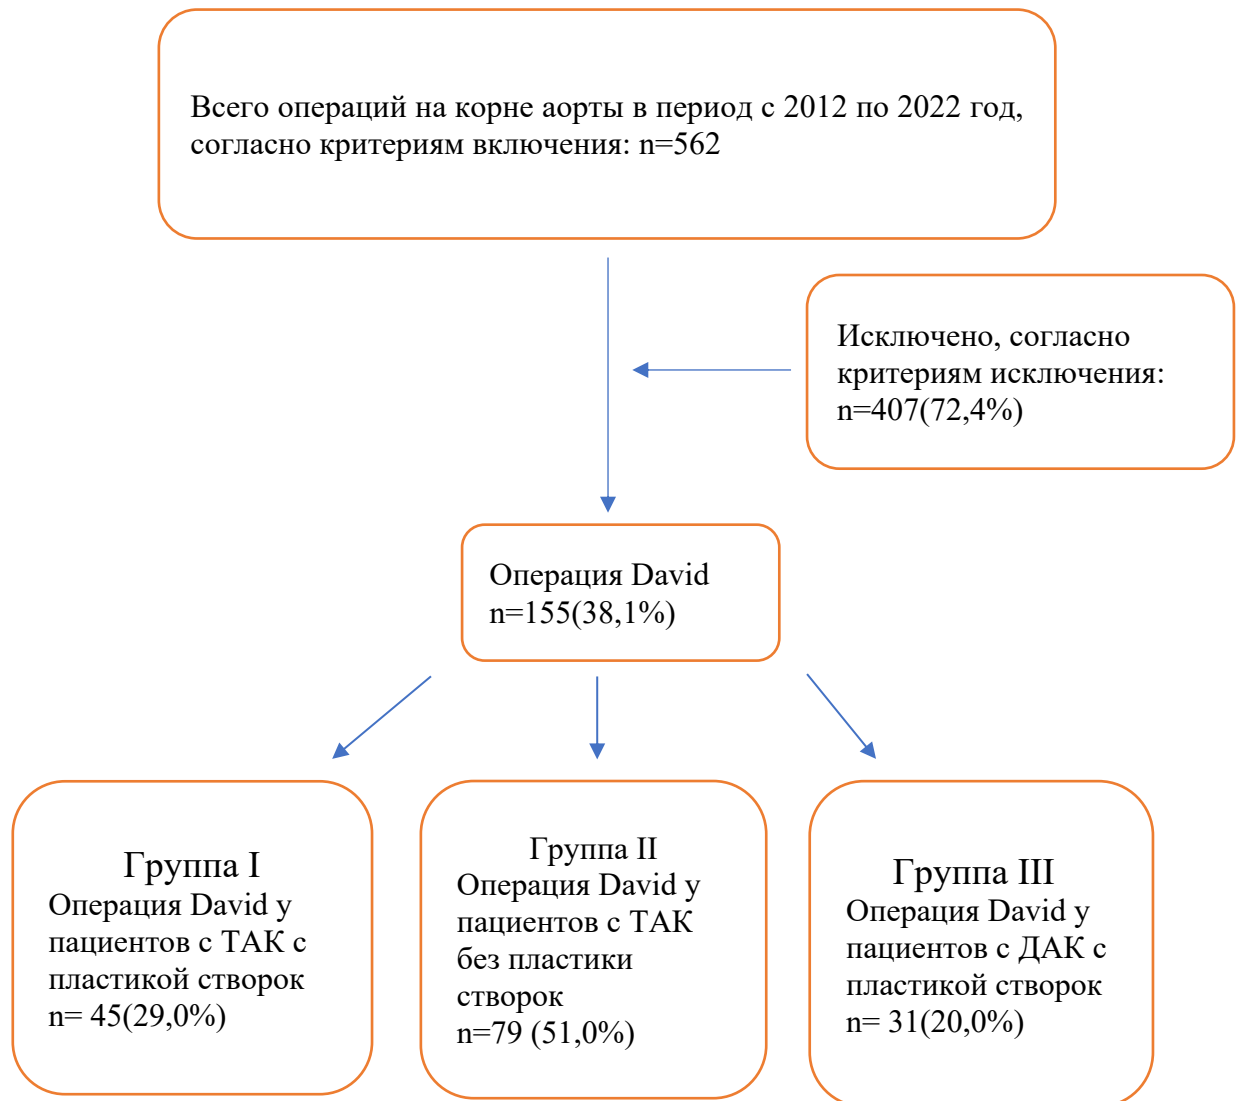 Всего операций на корне аорты в период с 2012 по 2022 год,
согласно критериям включения: n=562
Исключено, согласно
критериям исключения:
n=407(72,4%)
Операция David
n=155(38,1%)
Группа I
Операция David у
пациентов с ТАК с
пластикой створок
n= 45(29,0%)
Группа II
Операция David у
пациентов с ТАК
без пластики
створок
n=79 (51,0%)
Группа III
Операция David у
пациентов с ДАК с
пластикой створок
n= 31(20,0%)